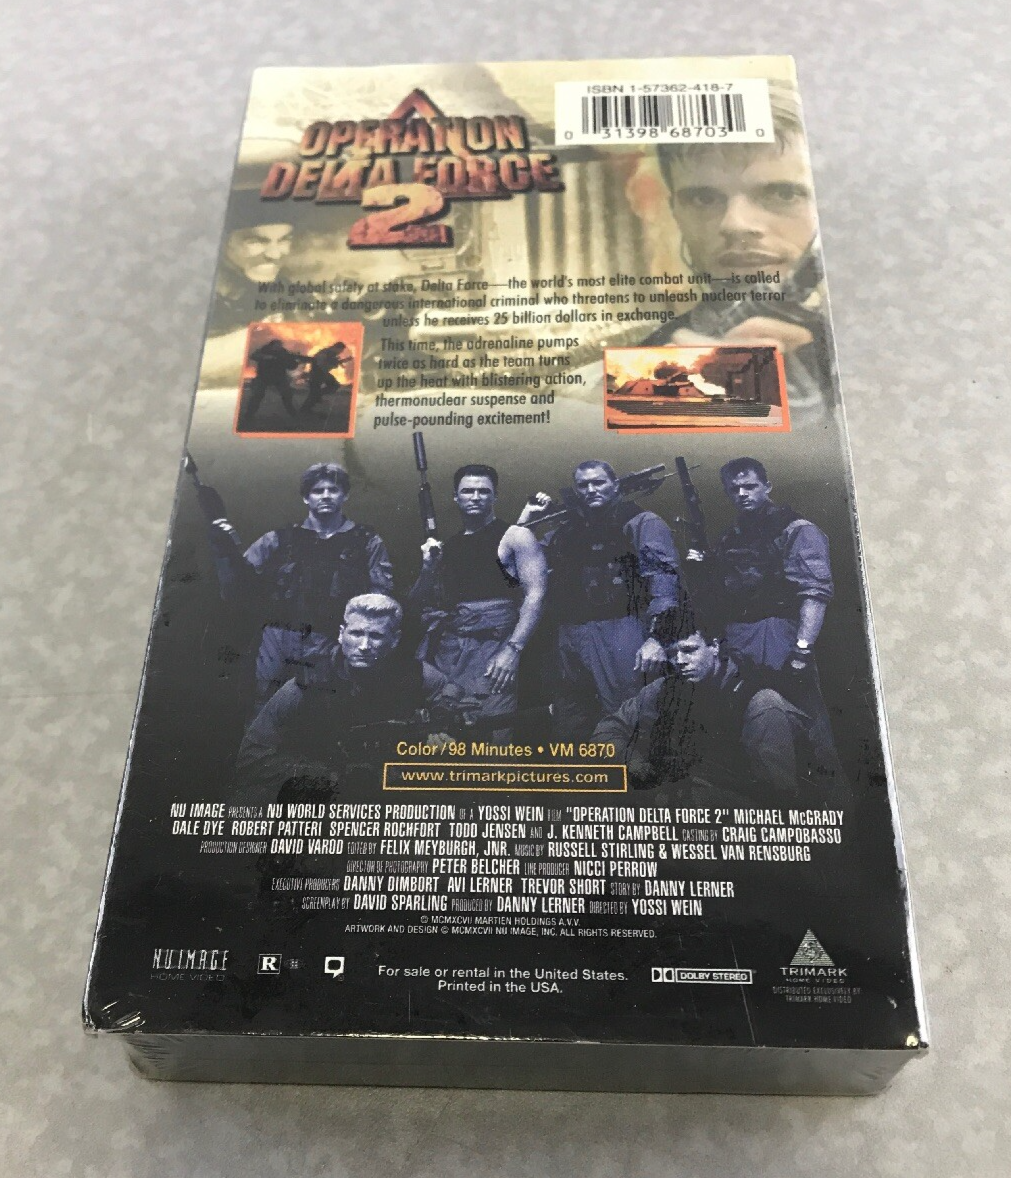 ISBN 1-57362-418-7
0 31398 68703 0
OPERATION
DELTA FORCE
2
With global safety at stake, Delta Force—the world's most elite combat unit—is called
to eliminate a dangerous international criminal who threatens to unleash nuclear terror
unless he receives 25 billion dollars in exchange.
This time, the adrenaline pumps
twice as hard as the team turns
up the heat with blistering action,
thermonuclear suspense and
pulse-pounding excitement!
Color/98 Minutes • VM 6870
www.trimarkpictures.com
NU IMAGE PRESENTS A NU WORLD SERVICES PRODUCTION OF A YOSSI WEIN FILM "OPERATION DELTA FORCE 2" MICHAEL McGRADY
DALE DYE ROBERT PATTERI SPENCER ROCHFORT TODD JENSEN AND J. KENNETH CAMPBELL CASTING BY CRAIG CAMPOBASSO
PRODUCTION DESIGNER DAVID VAROD EDITED BY FELIX MEYBURGH, JNR. MUSIC BY RUSSELL STIRLING & WESSEL VAN RENSBURG
DIRECTOR OF PHOTOGRAPHY PETER BELCHER LINE PRODUCER NICCI PERROW
EXECUTIVE PRODUCERS DANNY DIMBORT AVI LERNER TREVOR SHORT STORY BY DANNY LERNER
SCREENPLAY BY DAVID SPARLING PRODUCED BY DANNY LERNER DIRECTED BY YOSSI WEIN
© MCMXCVII MARTIEN HOLDINGS A.V.V.
ARTWORK AND DESIGN © MCMXCVII NU IMAGE, INC. ALL RIGHTS RESERVED.
NU IMAGE
HOME VIDEO
R
For sale or rental in the United States.
Printed in the USA.
DOLBY STEREO
TRIMARK
HOME VIDEO
DISTRIBUTED EXCLUSIVELY BY
TRIMARK HOME VIDEO